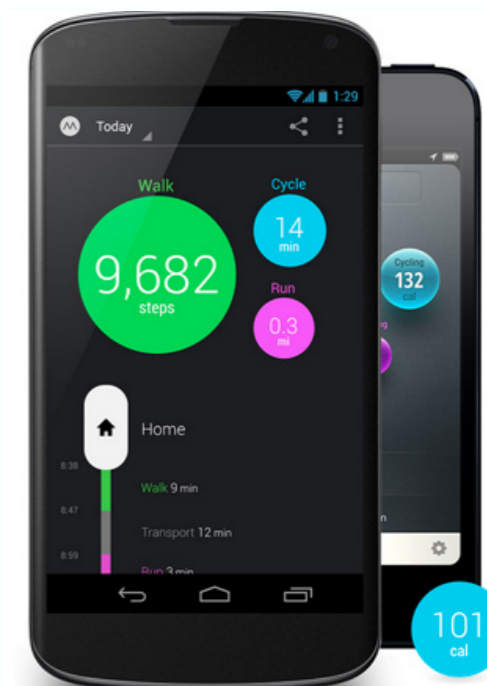 1:29
Today
Walk
9,682
steps
Cycle
14
min
Run
0.3
mi
Home
8:38
Walk 9 min
8:47
Transport 12 min
8:59
Run 3 min
Cycling
132
cal
101
cal